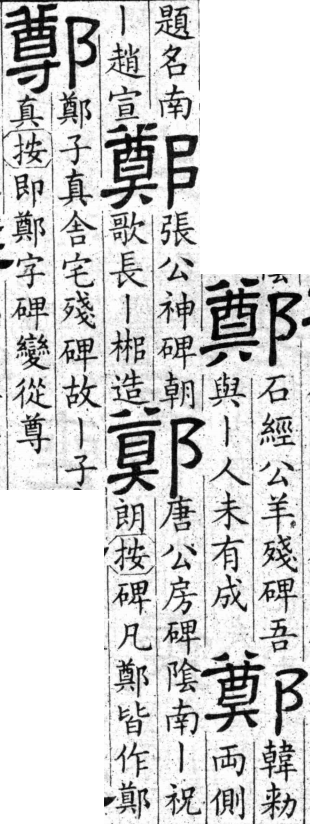 鄭
石經公羊殘碑吾
與丨人未有成
鄭
韓勑
両側
題名南
丨趙宣
鄭
張公神碑朝
歌長丨郴造
鄭
唐公房碑陰南丨祝
朗按碑凡鄭皆作鄭
鄭
鄭子真舍宅殘碑故丨子
真按即鄭字碑變從尊